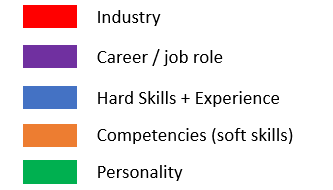 Industry
Career / job role
Hard Skills + Experience
Competencies (soft skills)
Personality